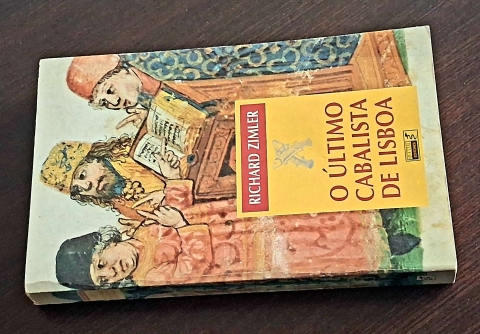 RICHARD ZIMLER
O ÚLTIMO
CABALISTA
DE LISBOA